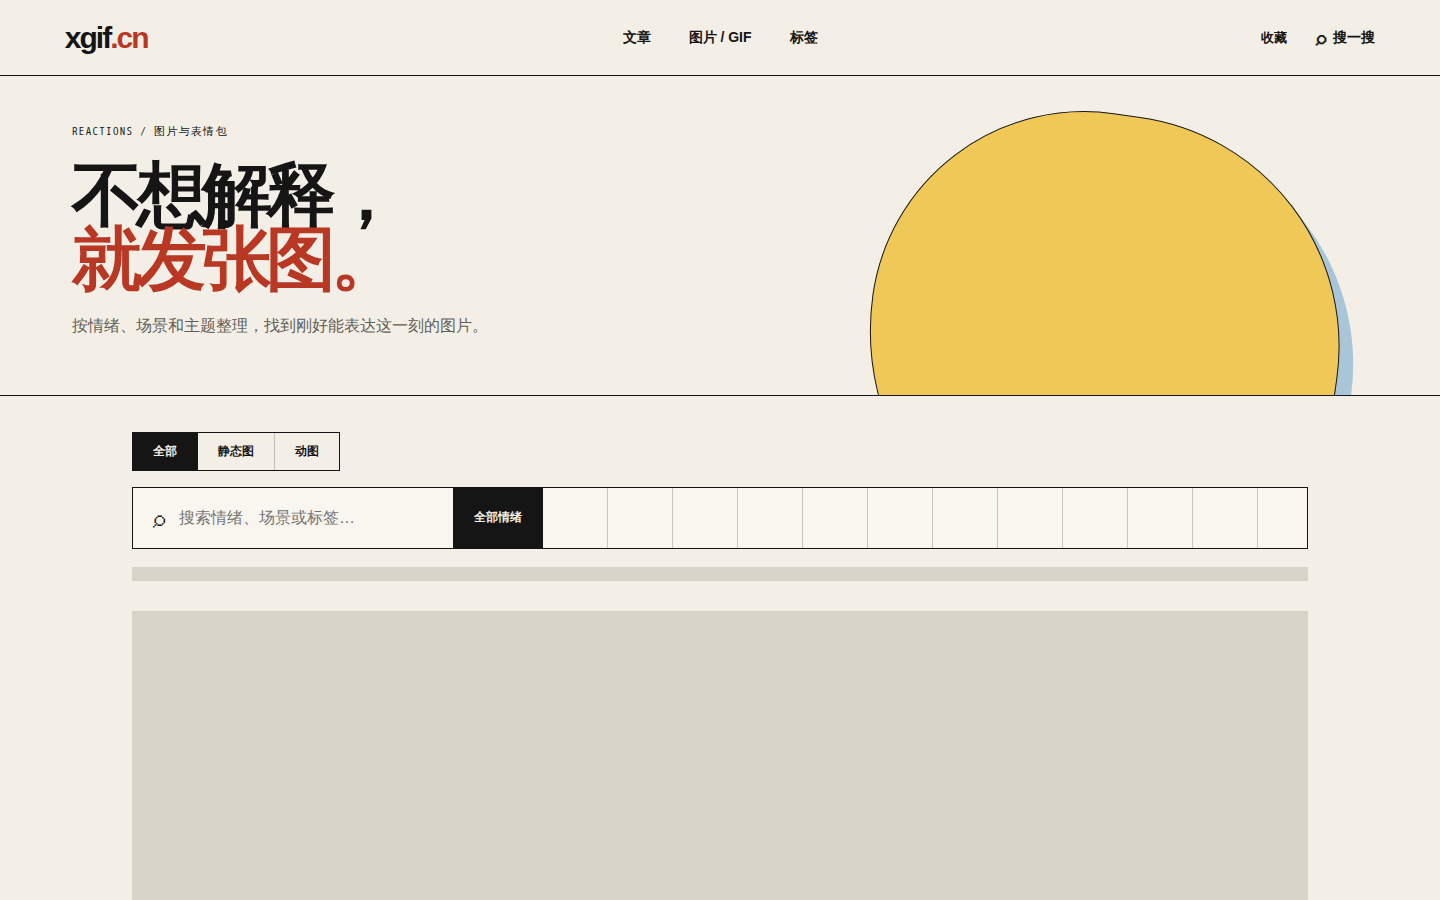 xgif.cn
文章
图片 / GIF
标签
收藏
搜一搜
REACTIONS / 图片与表情包
不想解释，
就发张图。
按情绪、场景和主题整理，找到刚好能表达这一刻的图片。
全部
静态图
动图
搜索情绪、场景或标签…
全部情绪